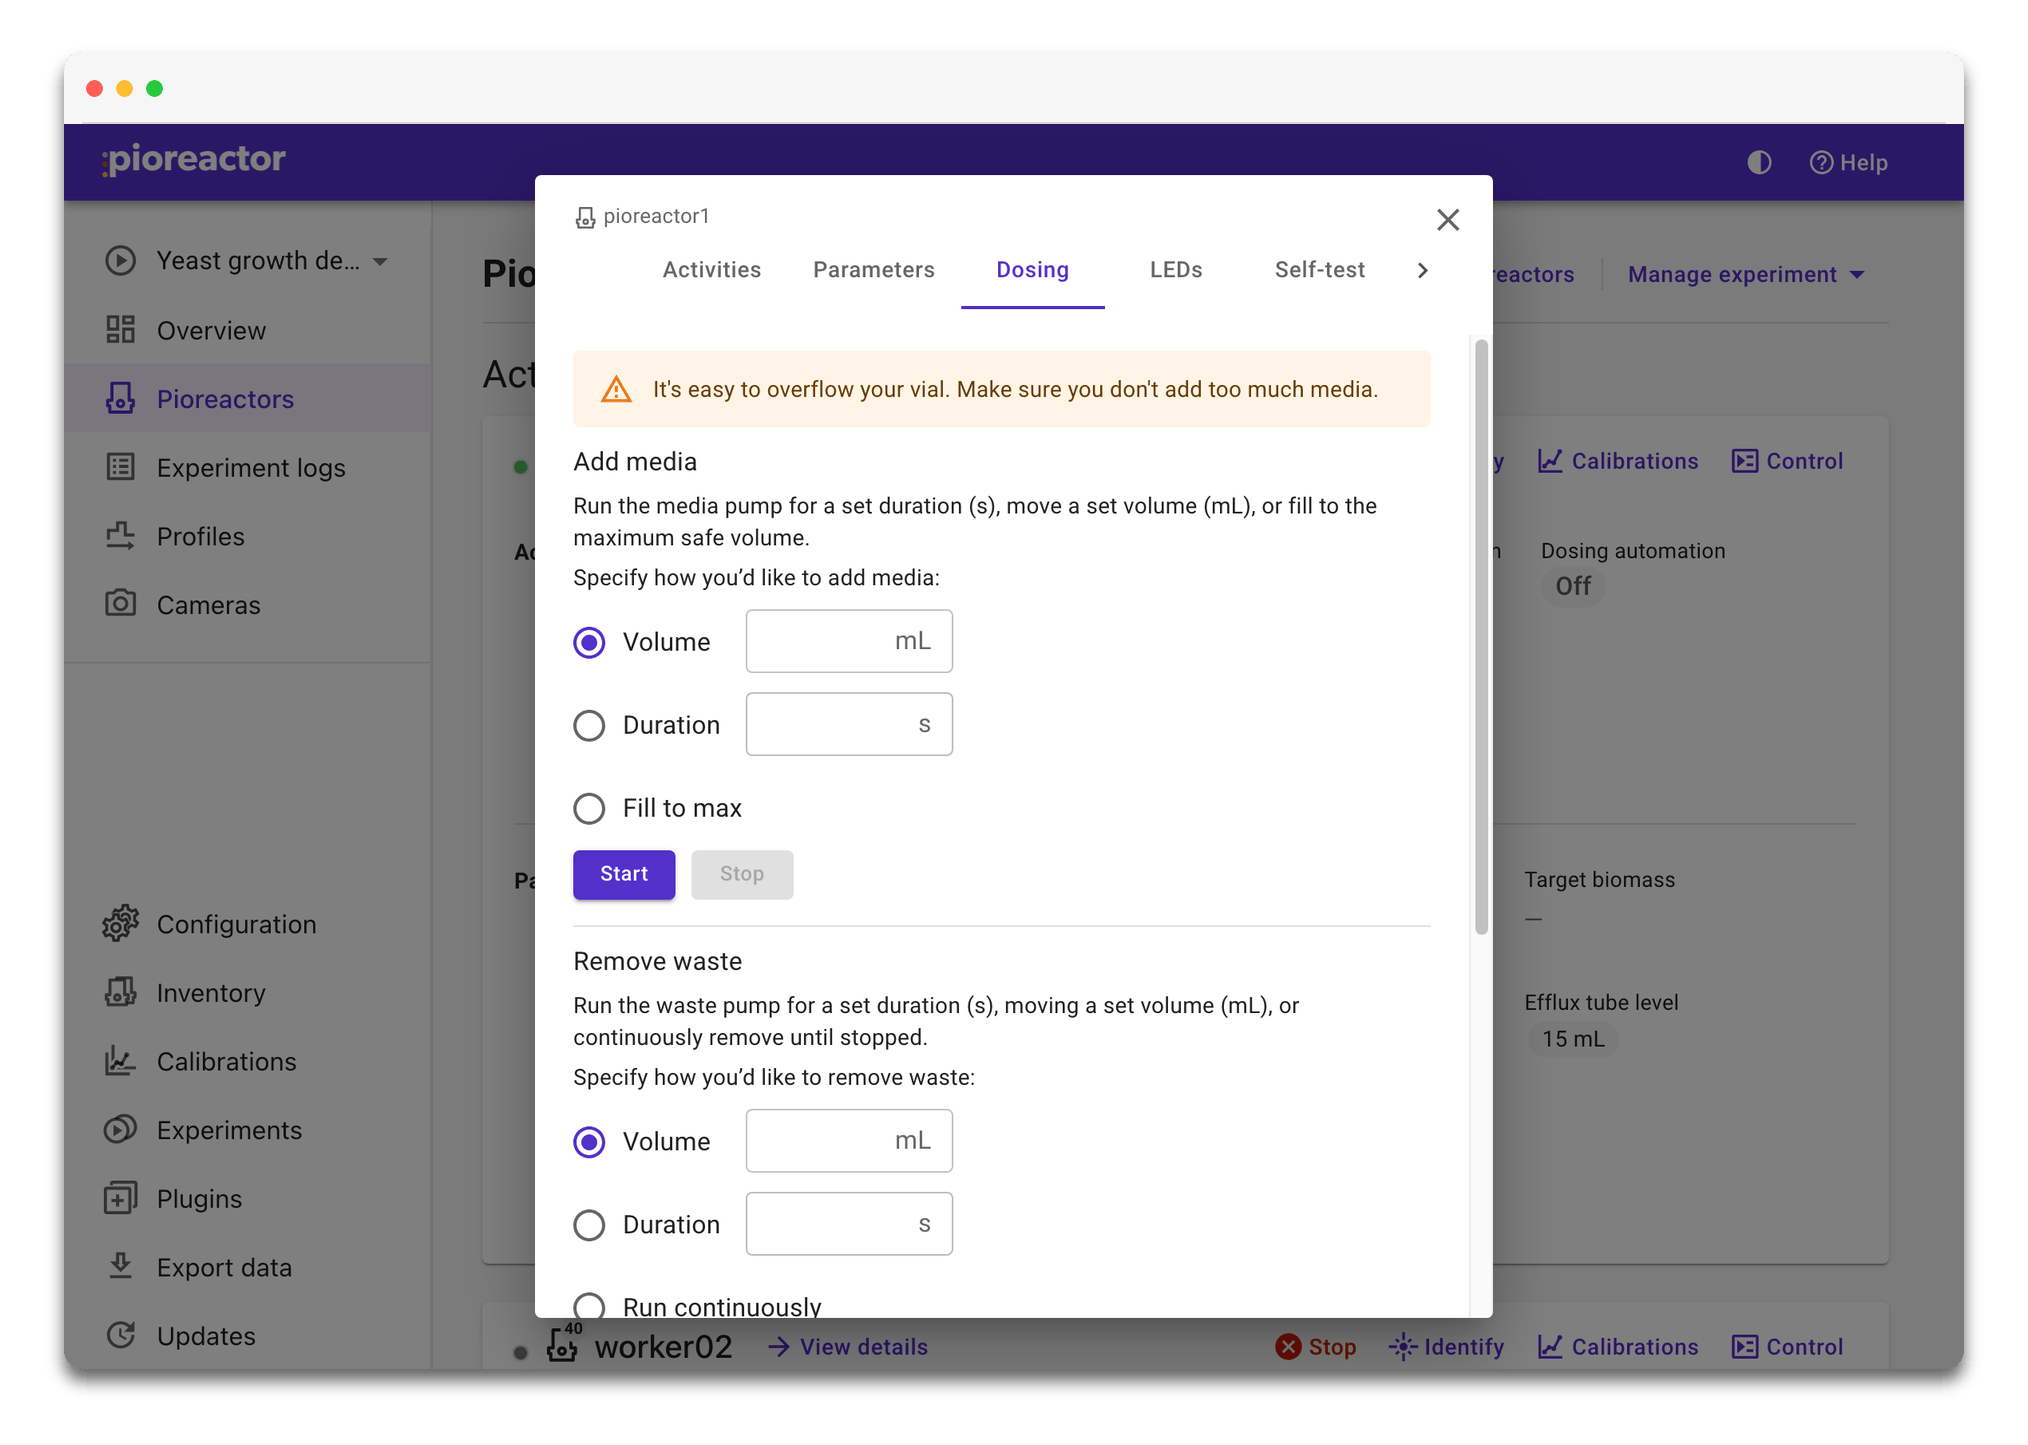 pioreactor
Help
Yeast growth de...
Overview
Pioreactors
Experiment logs
Profiles
Cameras
Configuration
Inventory
Calibrations
Experiments
Plugins
Export data
Updates
Manage experiment
Calibrations
Control
Dosing automation
Off
Target biomass
—
Efflux tube level
15 mL
pioreactor1
Activities
Parameters
Dosing
LEDs
Self-test
It's easy to overflow your vial. Make sure you don't add too much media.
Add media
Run the media pump for a set duration (s), move a set volume (mL), or fill to the
maximum safe volume.
Specify how you’d like to add media:
Volume mL
Duration s
Fill to max
Start Stop
Remove waste
Run the waste pump for a set duration (s), moving a set volume (mL), or
continuously remove until stopped.
Specify how you’d like to remove waste:
Volume mL
Duration s
Run continuously
40
worker02
View details
Stop
Identify
Calibrations
Control